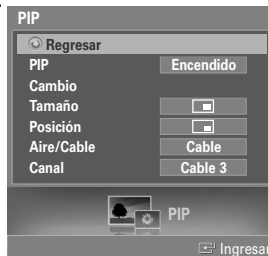 PIP
Regresar
PIP Encendido
Cambio
Tamaño
Posición
Aire/Cable Cable
Canal Cable 3
PIP
Ingresar